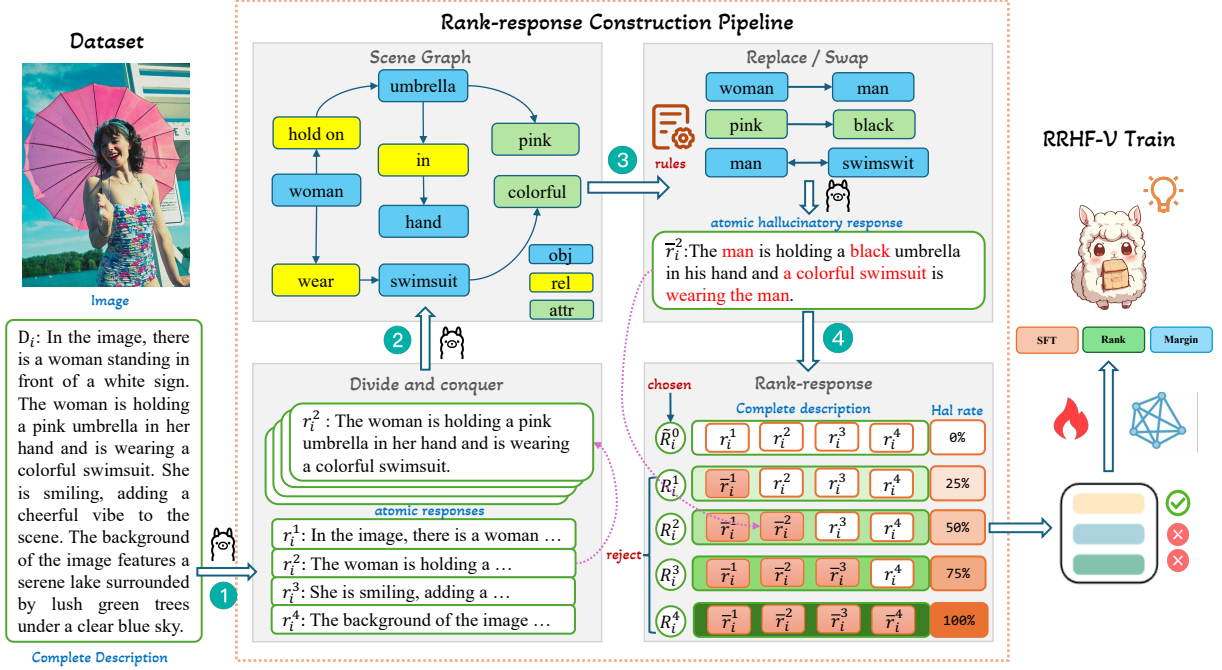 Rank-response Construction Pipeline
Dataset
Image
D_i: In the image, there
is a woman standing in
front of a white sign.
The woman is holding
a pink umbrella in her
hand and is wearing a
colorful swimsuit. She
is smiling, adding a
cheerful vibe to the
scene. The background
of the image features a
serene lake surrounded
by lush green trees
under a clear blue sky.
Complete Description
1
Scene Graph
umbrella
hold on
pink
in
woman
colorful
hand
wear
swimsuit
obj
rel
attr
2
Divide and conquer
r_i^2 : The woman is holding a pink
umbrella in her hand and is wearing
a colorful swimsuit.
atomic responses
r_i^1: In the image, there is a woman …
r_i^2: The woman is holding a …
r_i^3: She is smiling, adding a …
r_i^4: The background of the image …
3
Replace / Swap
woman
man
pink
black
man
swimswit
rules
atomic hallucinatory response
r̅_i^2:The man is holding a black umbrella
in his hand and a colorful swimsuit is
wearing the man.
4
Rank-response
chosen
Complete description
Hal rate
R̃_i^0 r_i^1 r_i^2 r_i^3 r_i^4 0%
R_i^1 r̅_i^1 r_i^2 r_i^3 r_i^4 25%
R_i^2 r̅_i^1 r̅_i^2 r_i^3 r_i^4 50%
reject
R_i^3 r̅_i^1 r̅_i^2 r̅_i^3 r_i^4 75%
R_i^4 r̅_i^1 r̅_i^2 r̅_i^3 r̅_i^4 100%
RRHF-V Train
SFT
Rank
Margin